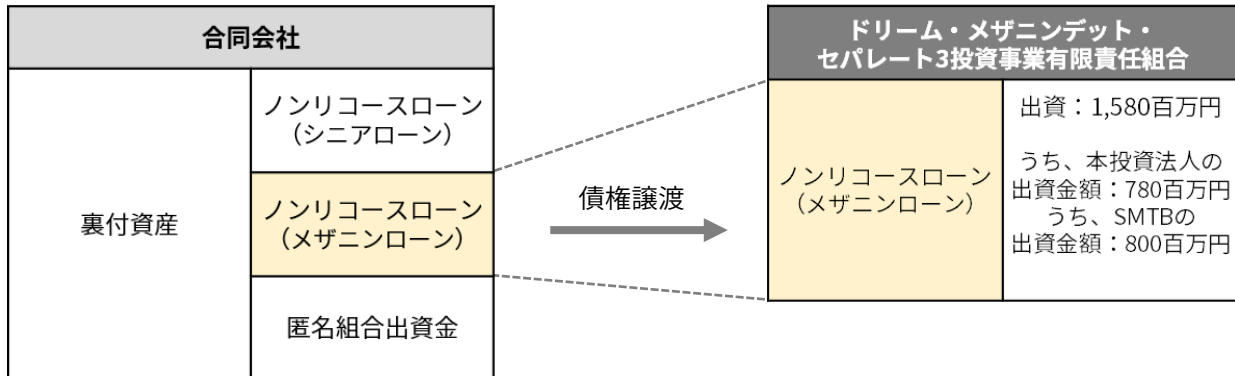 合同会社
裏付資産
ノンリコースローン
（シニアローン）
ノンリコースローン
（メザニンローン）
匿名組合出資金
債権譲渡
ドリーム・メザニンデット・
セパレート3投資事業有限責任組合
ノンリコースローン
（メザニンローン）
出資：1,580百万円
うち、本投資法人の
出資金額：780百万円
うち、SMTBの
出資金額：800百万円